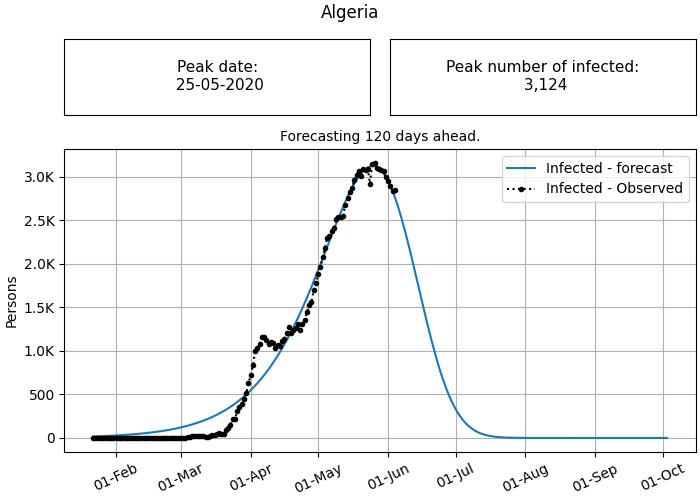 Algeria
Peak date:
25-05-2020
Peak number of infected:
3,124
Forecasting 120 days ahead.
Infected - forecast
Infected - Observed
Persons
3.0K
2.5K
2.0K
1.5K
1.0K
500
0
01-Feb
01-Mar
01-Apr
01-May
01-Jun
01-Jul
01-Aug
01-Sep
01-Oct